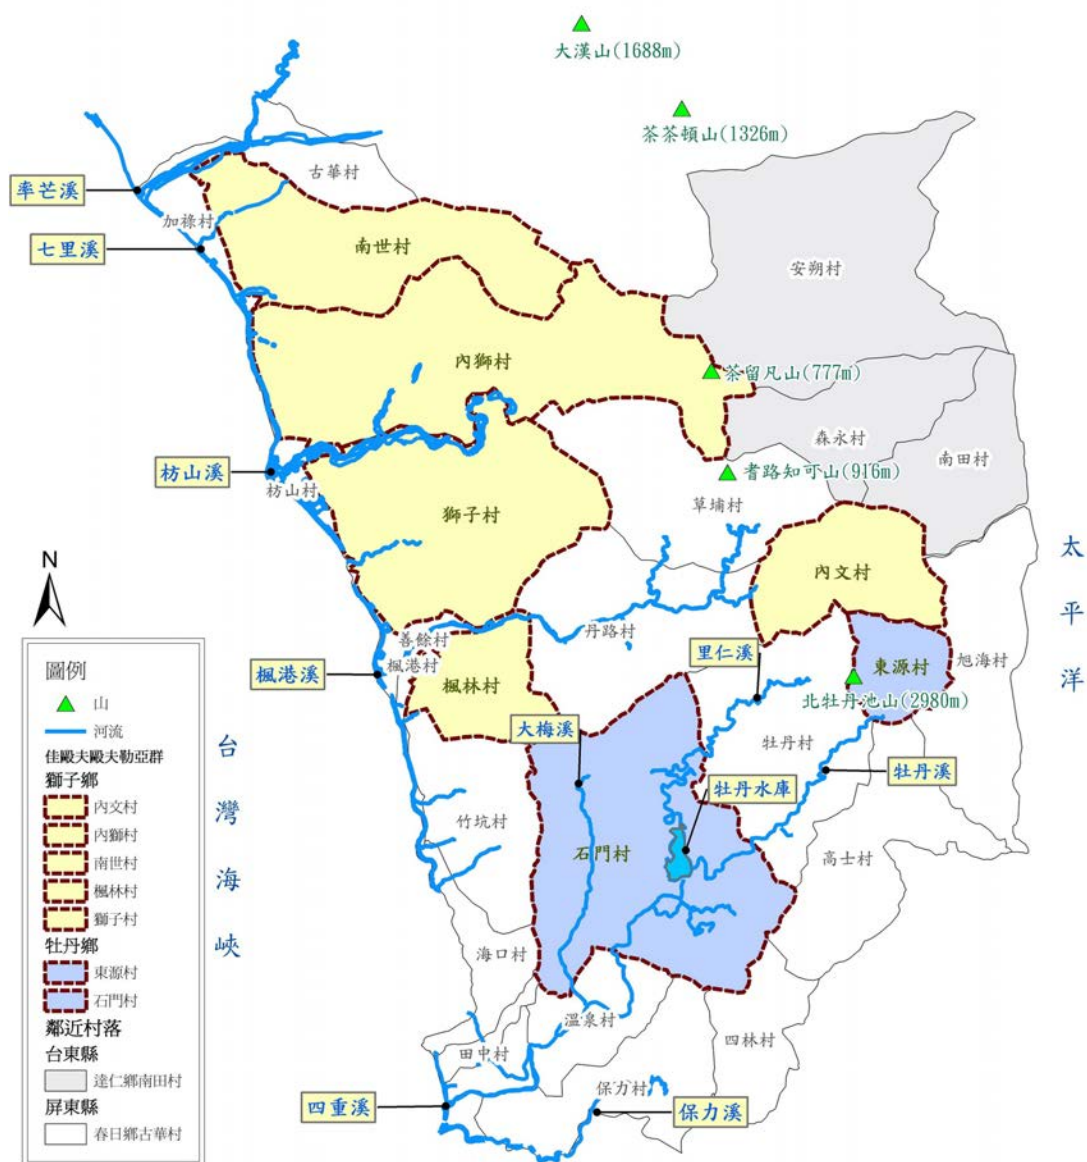 大漢山(1688m)
茶茶頓山(1326m)
古華村
率芒溪
加祿村
七里溪
南世村
安朔村
內獅村
茶留凡山(777m)
森永村
南田村
枋山溪
枋山村
耆路知可山(916m)
草埔村
獅子村
太平洋
N
內文村
丹路村
善餘村
楓港村
里仁溪
東源村
旭海村
楓港溪
楓林村
北牡丹池山(2980m)
大梅溪
牡丹村
牡丹溪
牡丹水庫
台灣海峽
竹坑村
石門村
高士村
海口村
溫泉村
田中村
四林村
保力村
四重溪
保力溪
圖例
山
河流
佳毆夫毆夫勒亞群
獅子鄉
內文村
內獅村
南世村
楓林村
獅子村
牡丹鄉
東源村
石門村
鄰近村落
台東縣
達仁鄉南田村
屏東縣
春日鄉古華村